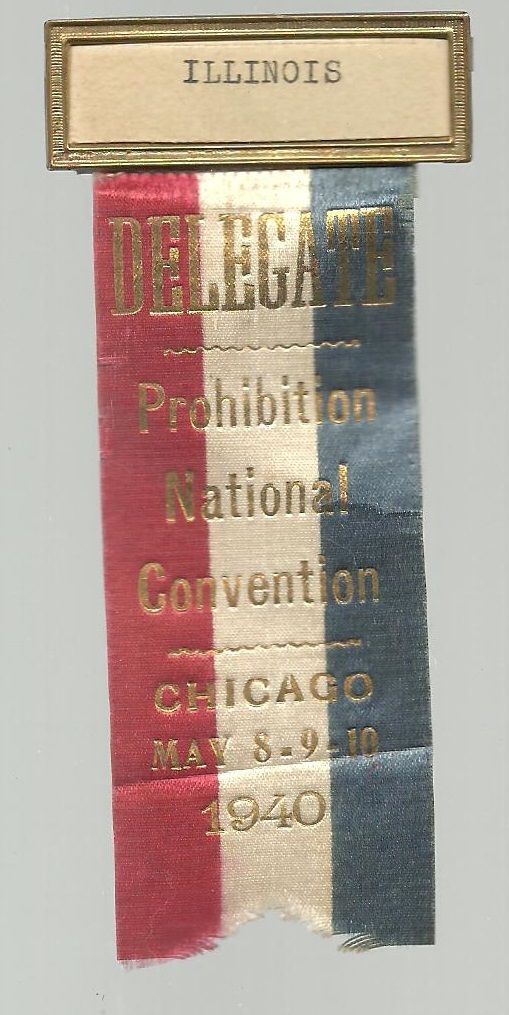 ILLINOIS
DELEGATE
Prohibition
National
Convention
CHICAGO
MAY 8-9-10
1940